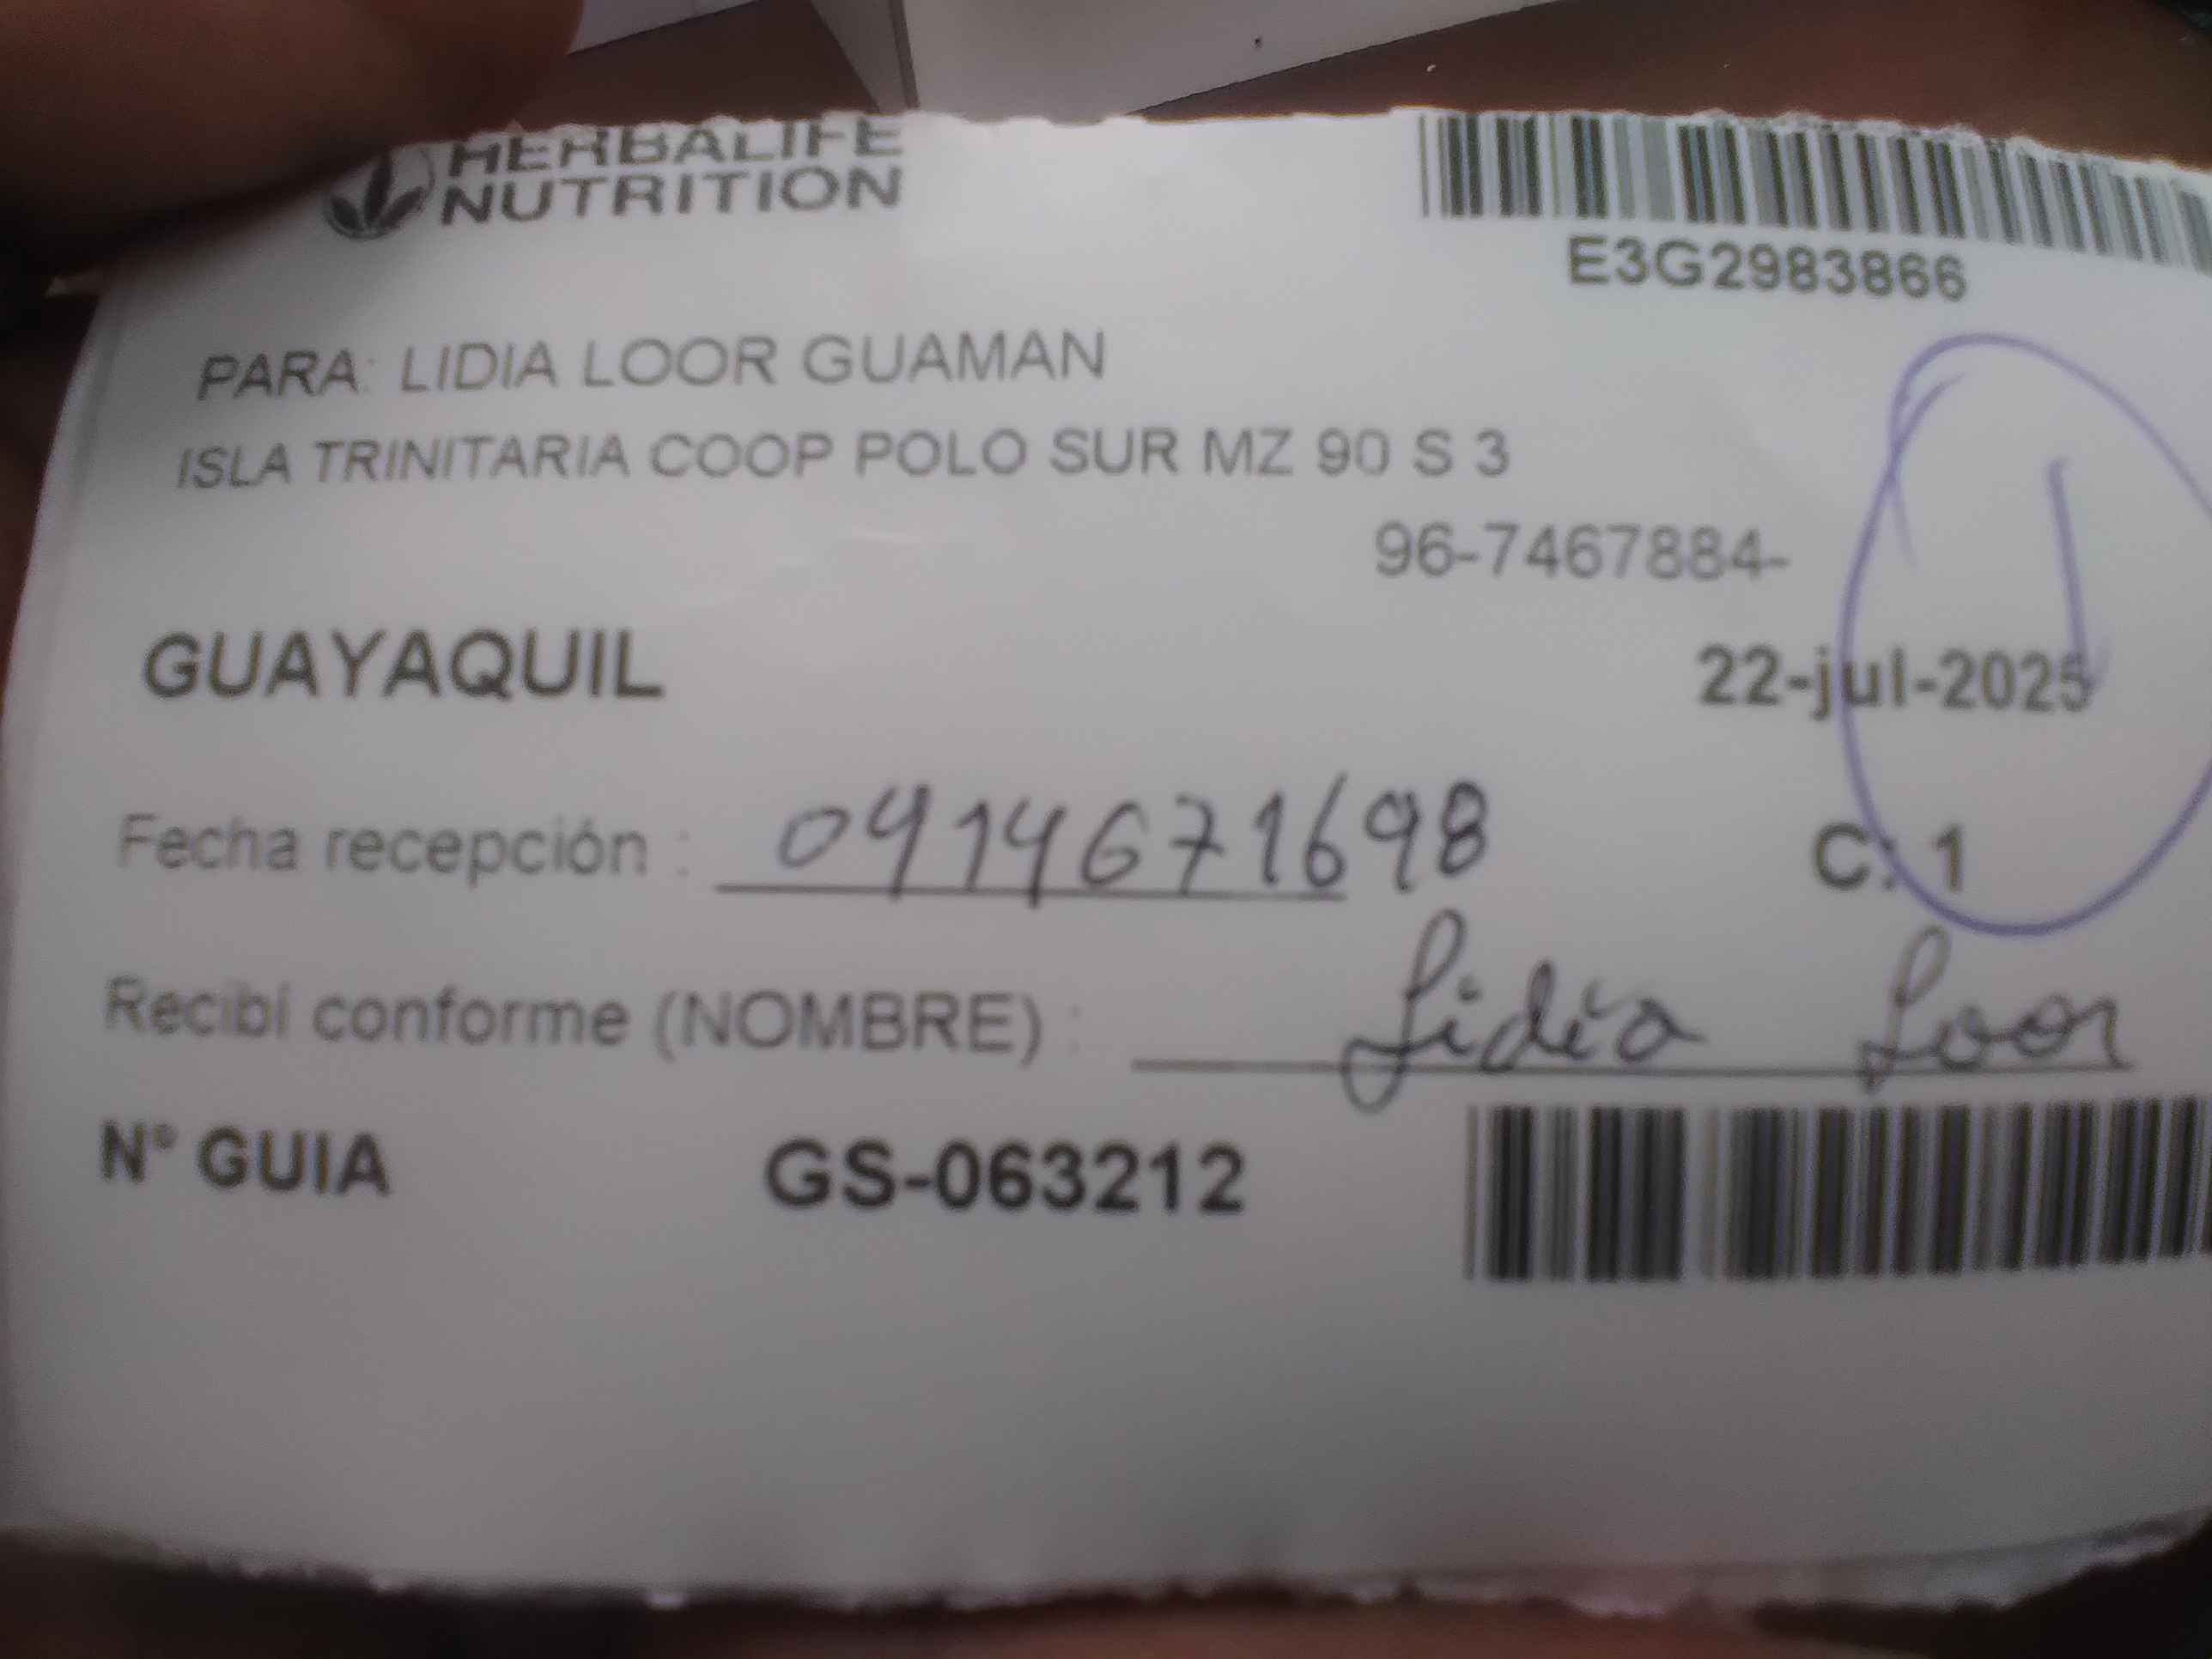 HERBALIFE
NUTRITION
E3G2983866
PARA: LIDIA LOOR GUAMAN
ISLA TRINITARIA COOP POLO SUR MZ 90 S 3
96-7467884-
GUAYAQUIL
22-jul-2025
1
Fecha recepción : 0914671698
C: 1
Recibí conforme (NOMBRE) : Lidia Loor
N° GUIA GS-063212